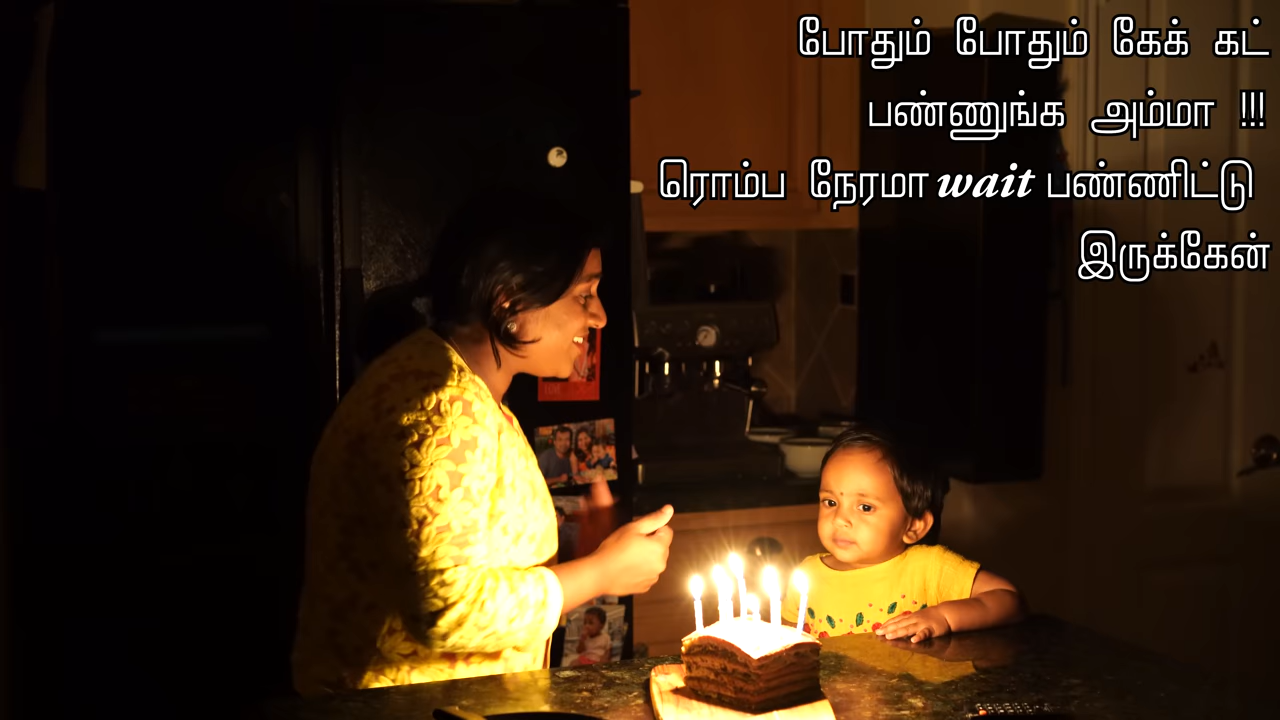 போதும் போதும் கேக் கட்
பண்ணுங்க அம்மா !!!
ரொம்ப நேரமா wait பண்ணிட்டு
இருக்கேன்